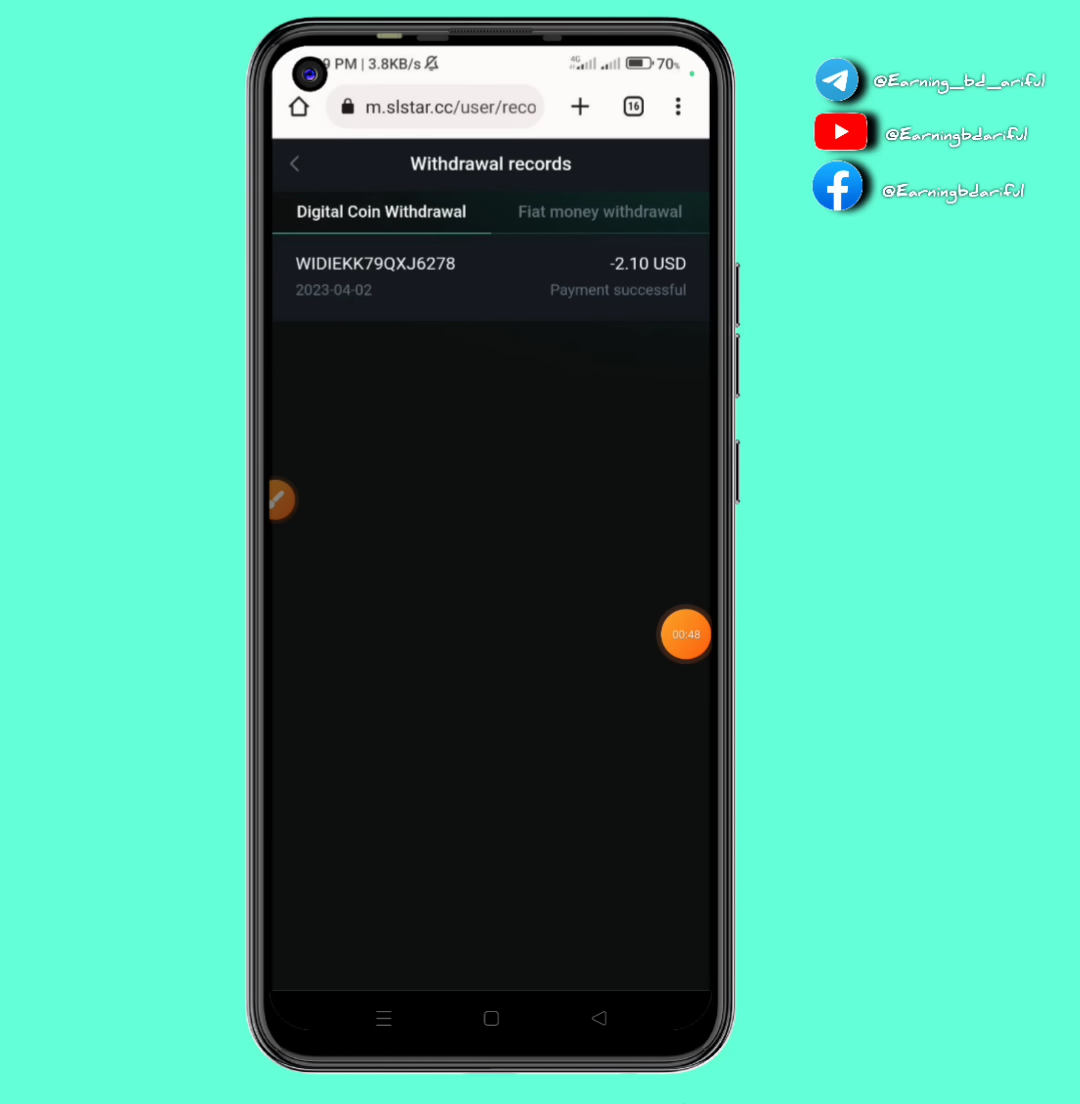 9 PM | 3.8KB/s
4G
70%
m.slstar.cc/user/reco
16
Withdrawal records
Digital Coin Withdrawal
Fiat money withdrawal
WIDIEKK79QXJ6278
-2.10 USD
2023-04-02
Payment successful
00:48
@Earning_bd_ariful
@Earningbdariful
@Earningbdariful